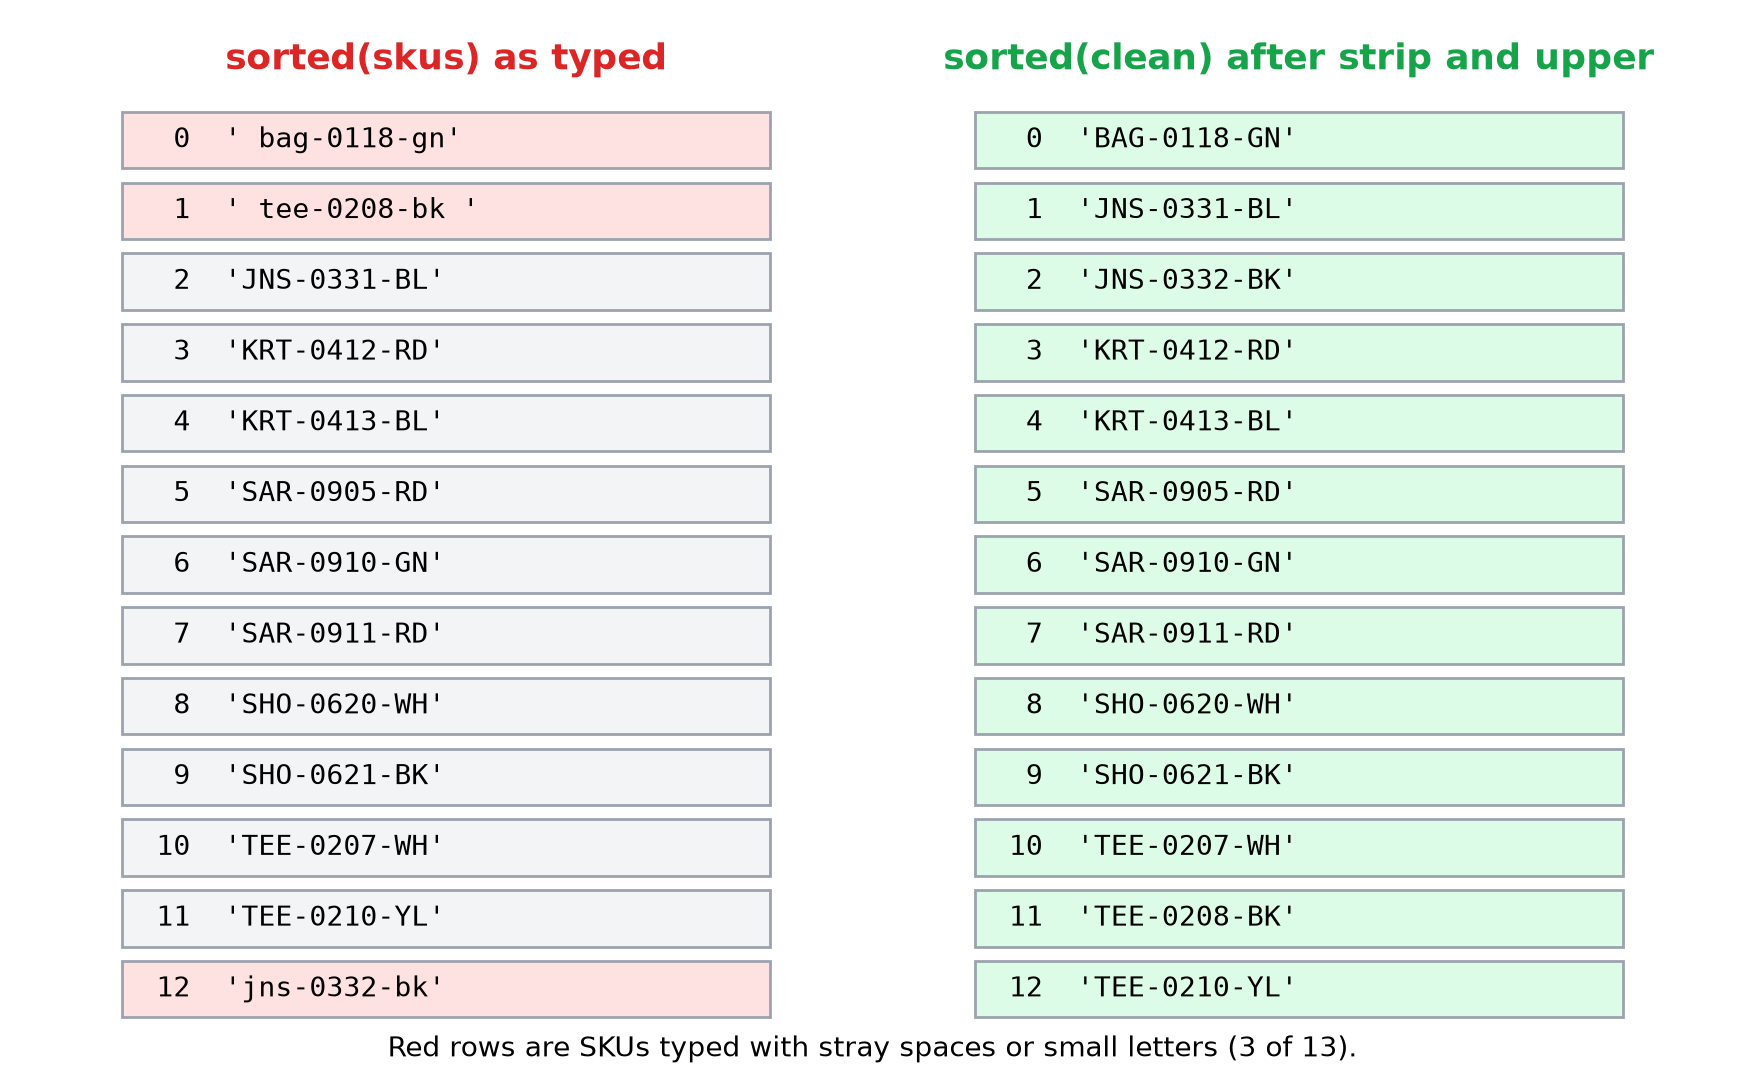 sorted(skus) as typed
0 ' bag-0118-gn'
1 ' tee-0208-bk '
2 'JNS-0331-BL'
3 'KRT-0412-RD'
4 'KRT-0413-BL'
5 'SAR-0905-RD'
6 'SAR-0910-GN'
7 'SAR-0911-RD'
8 'SHO-0620-WH'
9 'SHO-0621-BK'
10 'TEE-0207-WH'
11 'TEE-0210-YL'
12 'jns-0332-bk'
sorted(clean) after strip and upper
0 'BAG-0118-GN'
1 'JNS-0331-BL'
2 'JNS-0332-BK'
3 'KRT-0412-RD'
4 'KRT-0413-BL'
5 'SAR-0905-RD'
6 'SAR-0910-GN'
7 'SAR-0911-RD'
8 'SHO-0620-WH'
9 'SHO-0621-BK'
10 'TEE-0207-WH'
11 'TEE-0208-BK'
12 'TEE-0210-YL'
Red rows are SKUs typed with stray spaces or small letters (3 of 13).